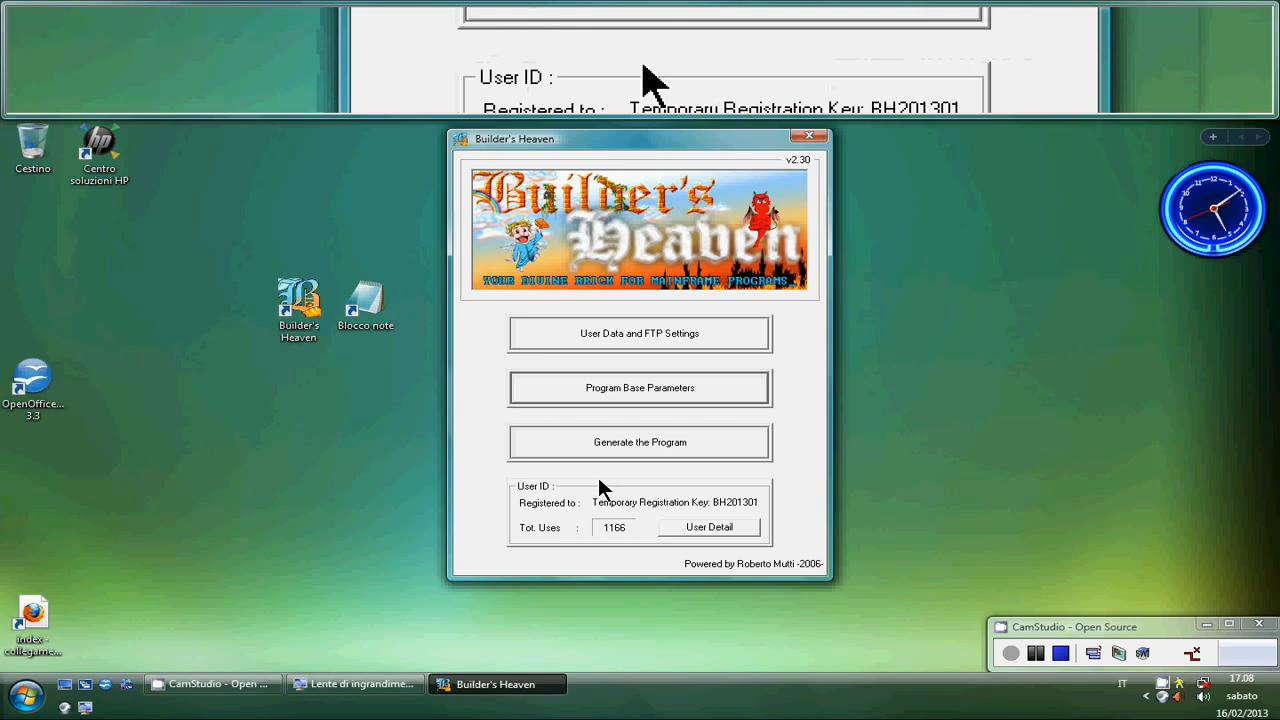 User ID :
Registered to :
Temporary Registration Key: BH201301
Cestino
Centro
soluzioni HP
Builder's Heaven
v2.30
Builder's
Heaven
YOUR DIVINE BRICK FOR MAINFRAME PROGRAMS_
Builder's
Heaven
Blocco note
User Data and FTP Settings
Program Base Parameters
OpenOffice...
3.3
Generate the Program
User ID :
Registered to :
Temporary Registration Key: BH201301
Tot. Uses :
1166
User Detail
Powered by Roberto Mutti -2006-
index -
collegame...
CamStudio - Open Source
CamStudio - Open ...
Lente di ingrandime...
Builder's Heaven
IT
17.08
sabato
16/02/2013